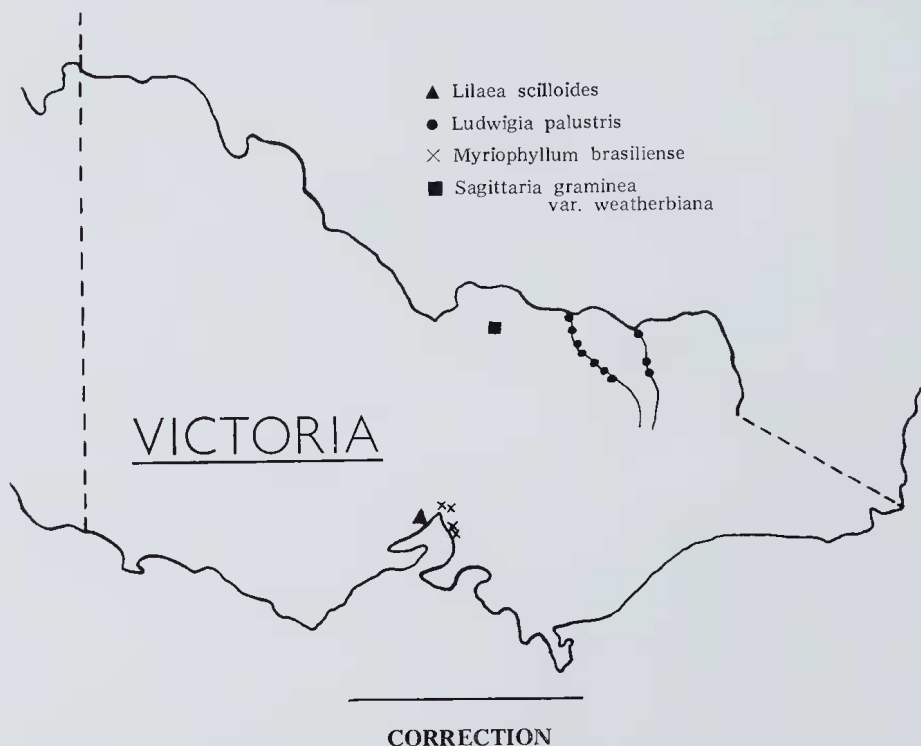 Lilaea scilloides
Ludwigia palustris
Myriophyllum brasiliense
Sagittaria graminea
var. weatherbiana
VICTORIA
CORRECTION